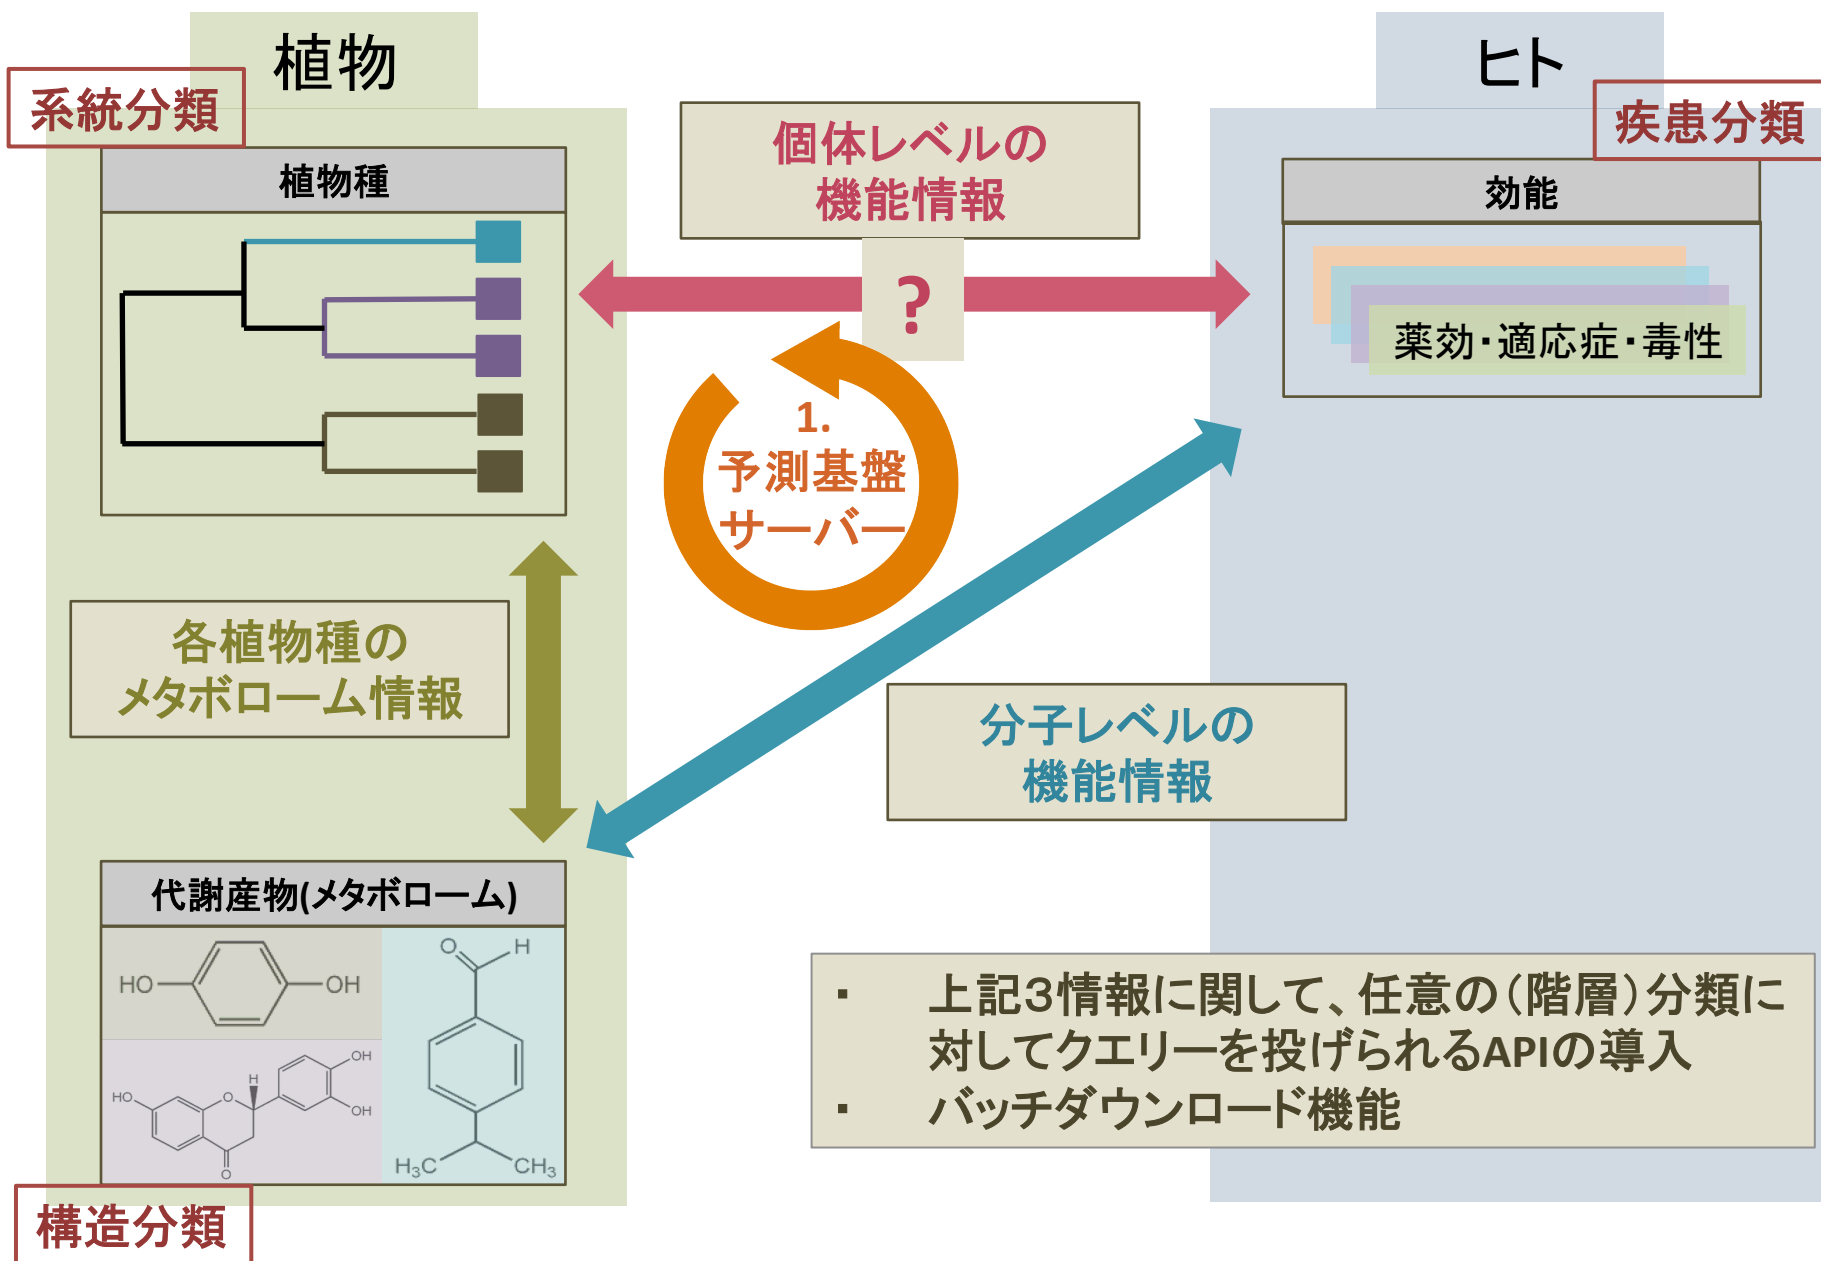 植物
ヒト
系統分類
疾患分類
植物種
個体レベルの
機能情報
効能
?
薬効・適応症・毒性
1.
予測基盤
サーバー
各植物種の
メタボローム情報
分子レベルの
機能情報
代謝産物(メタボローム)
HO
OH
O
H
OH
OH
HO
O
H
O
H₃C
CH₃
構造分類
・ 上記３情報に関して、任意の（階層）分類に
対してクエリーを投げられるAPIの導入
・ バッチダウンロード機能